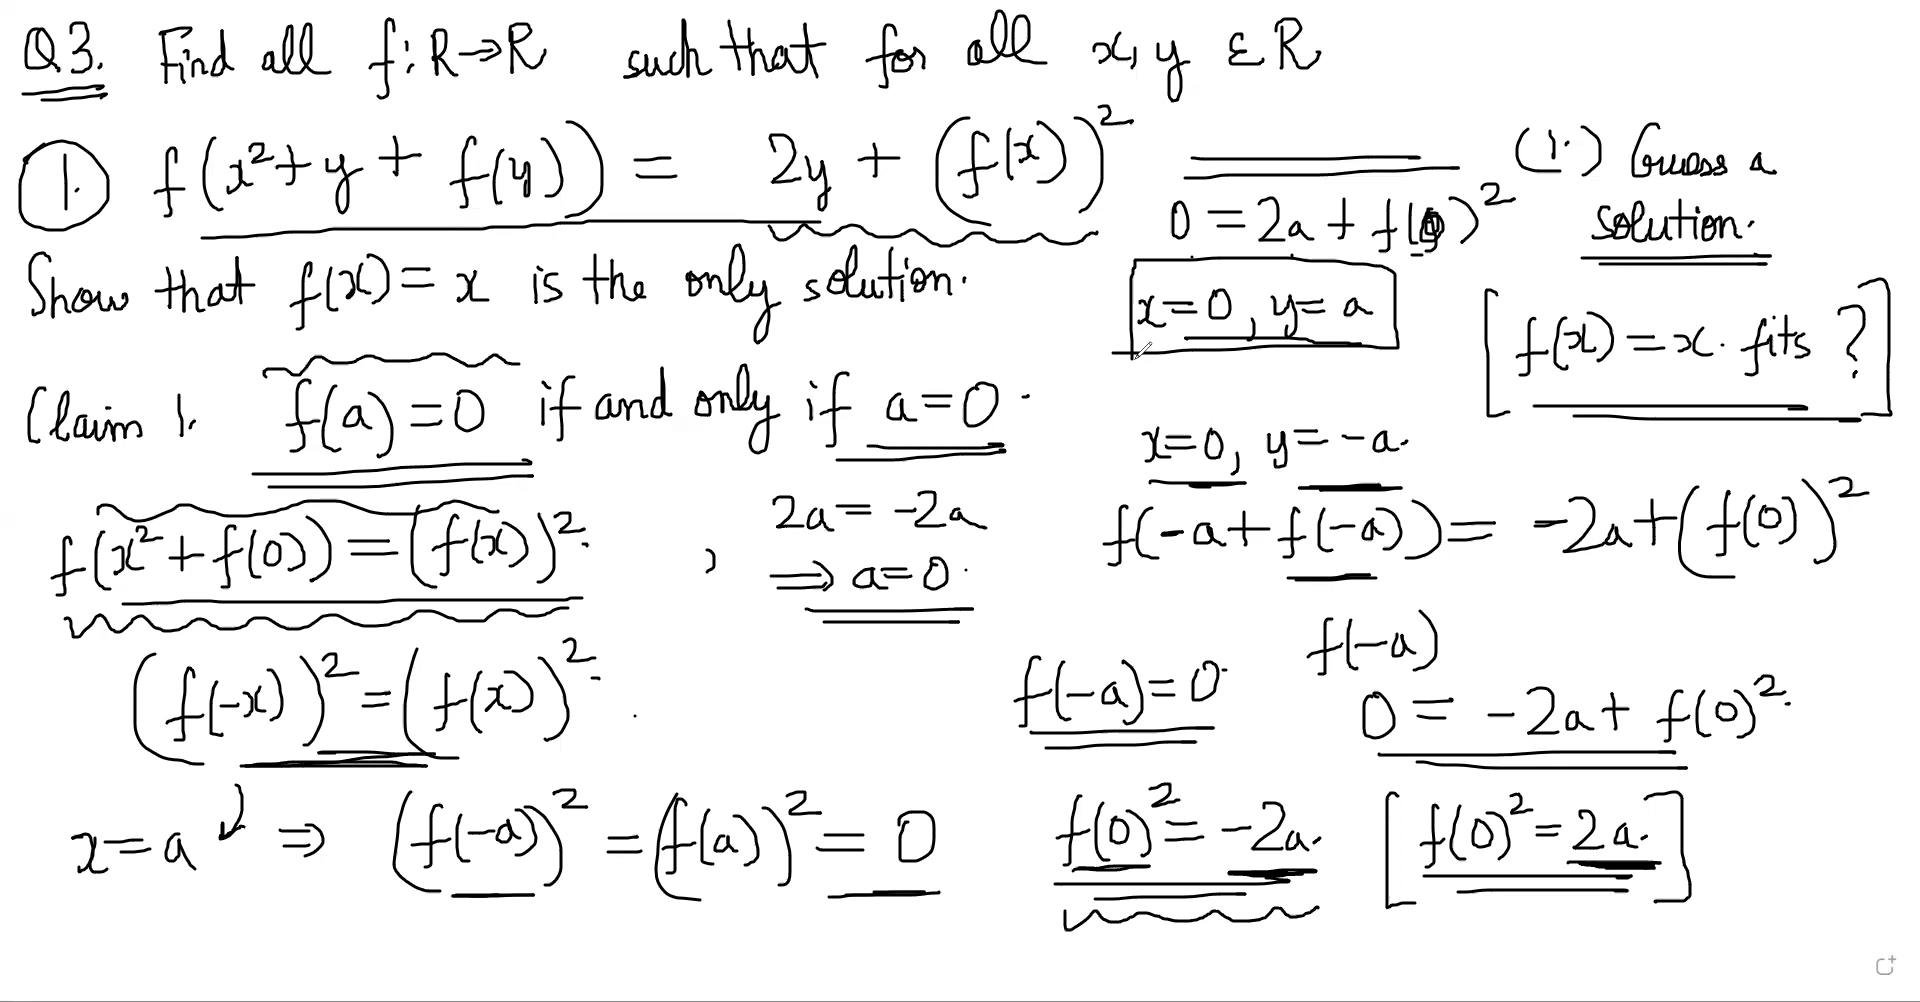 Q3. Find all f: R→R such that for all x, y ε R
① f(x² + y + f(y)) = 2y + (f(x))²
(1.) Guess a
solution.
0 = 2a + f(0)²
Show that f(x) = x is the only solution.
x=0, y=a
[f(x) = x. fits ?]
Claim 1. f(a) = 0 if and only if a = 0.
x=0, y=-a.
f(x² + f(0)) = (f(x))². , 2a = -2a
⟹ a=0.
f(-a + f(-a)) = -2a + (f(0))²
f(-a)
(f(-x))² = (f(x))².
f(-a) = 0.
0 = -2a + f(0)².
x = a ⇒ (f(-a))² = (f(a))² = 0
f(0)² = -2a.
[f(0)² = 2a.]